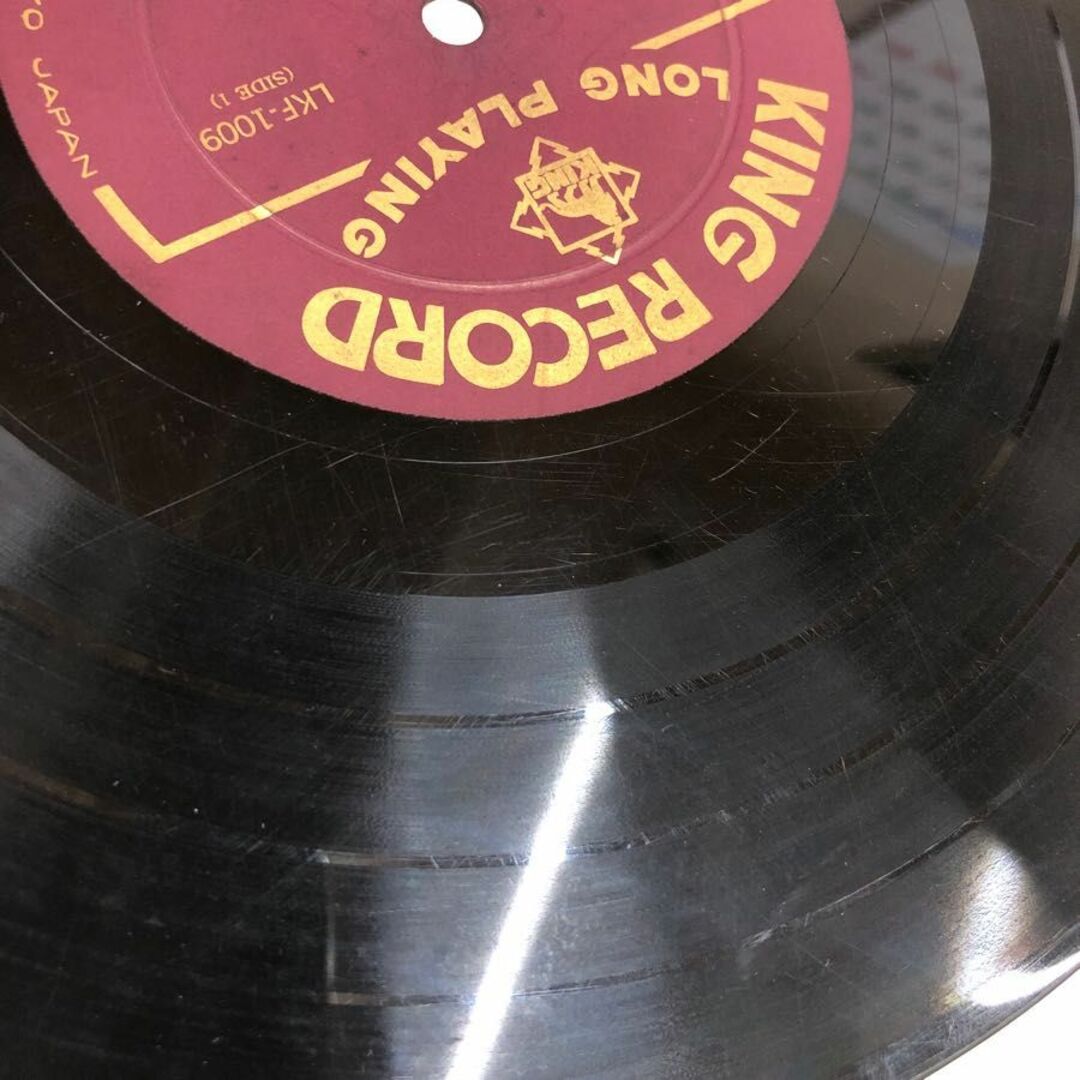 KING RECORD
KING
LONG PLAYING
LKF-1009
(SIDE 1)
JAPAN